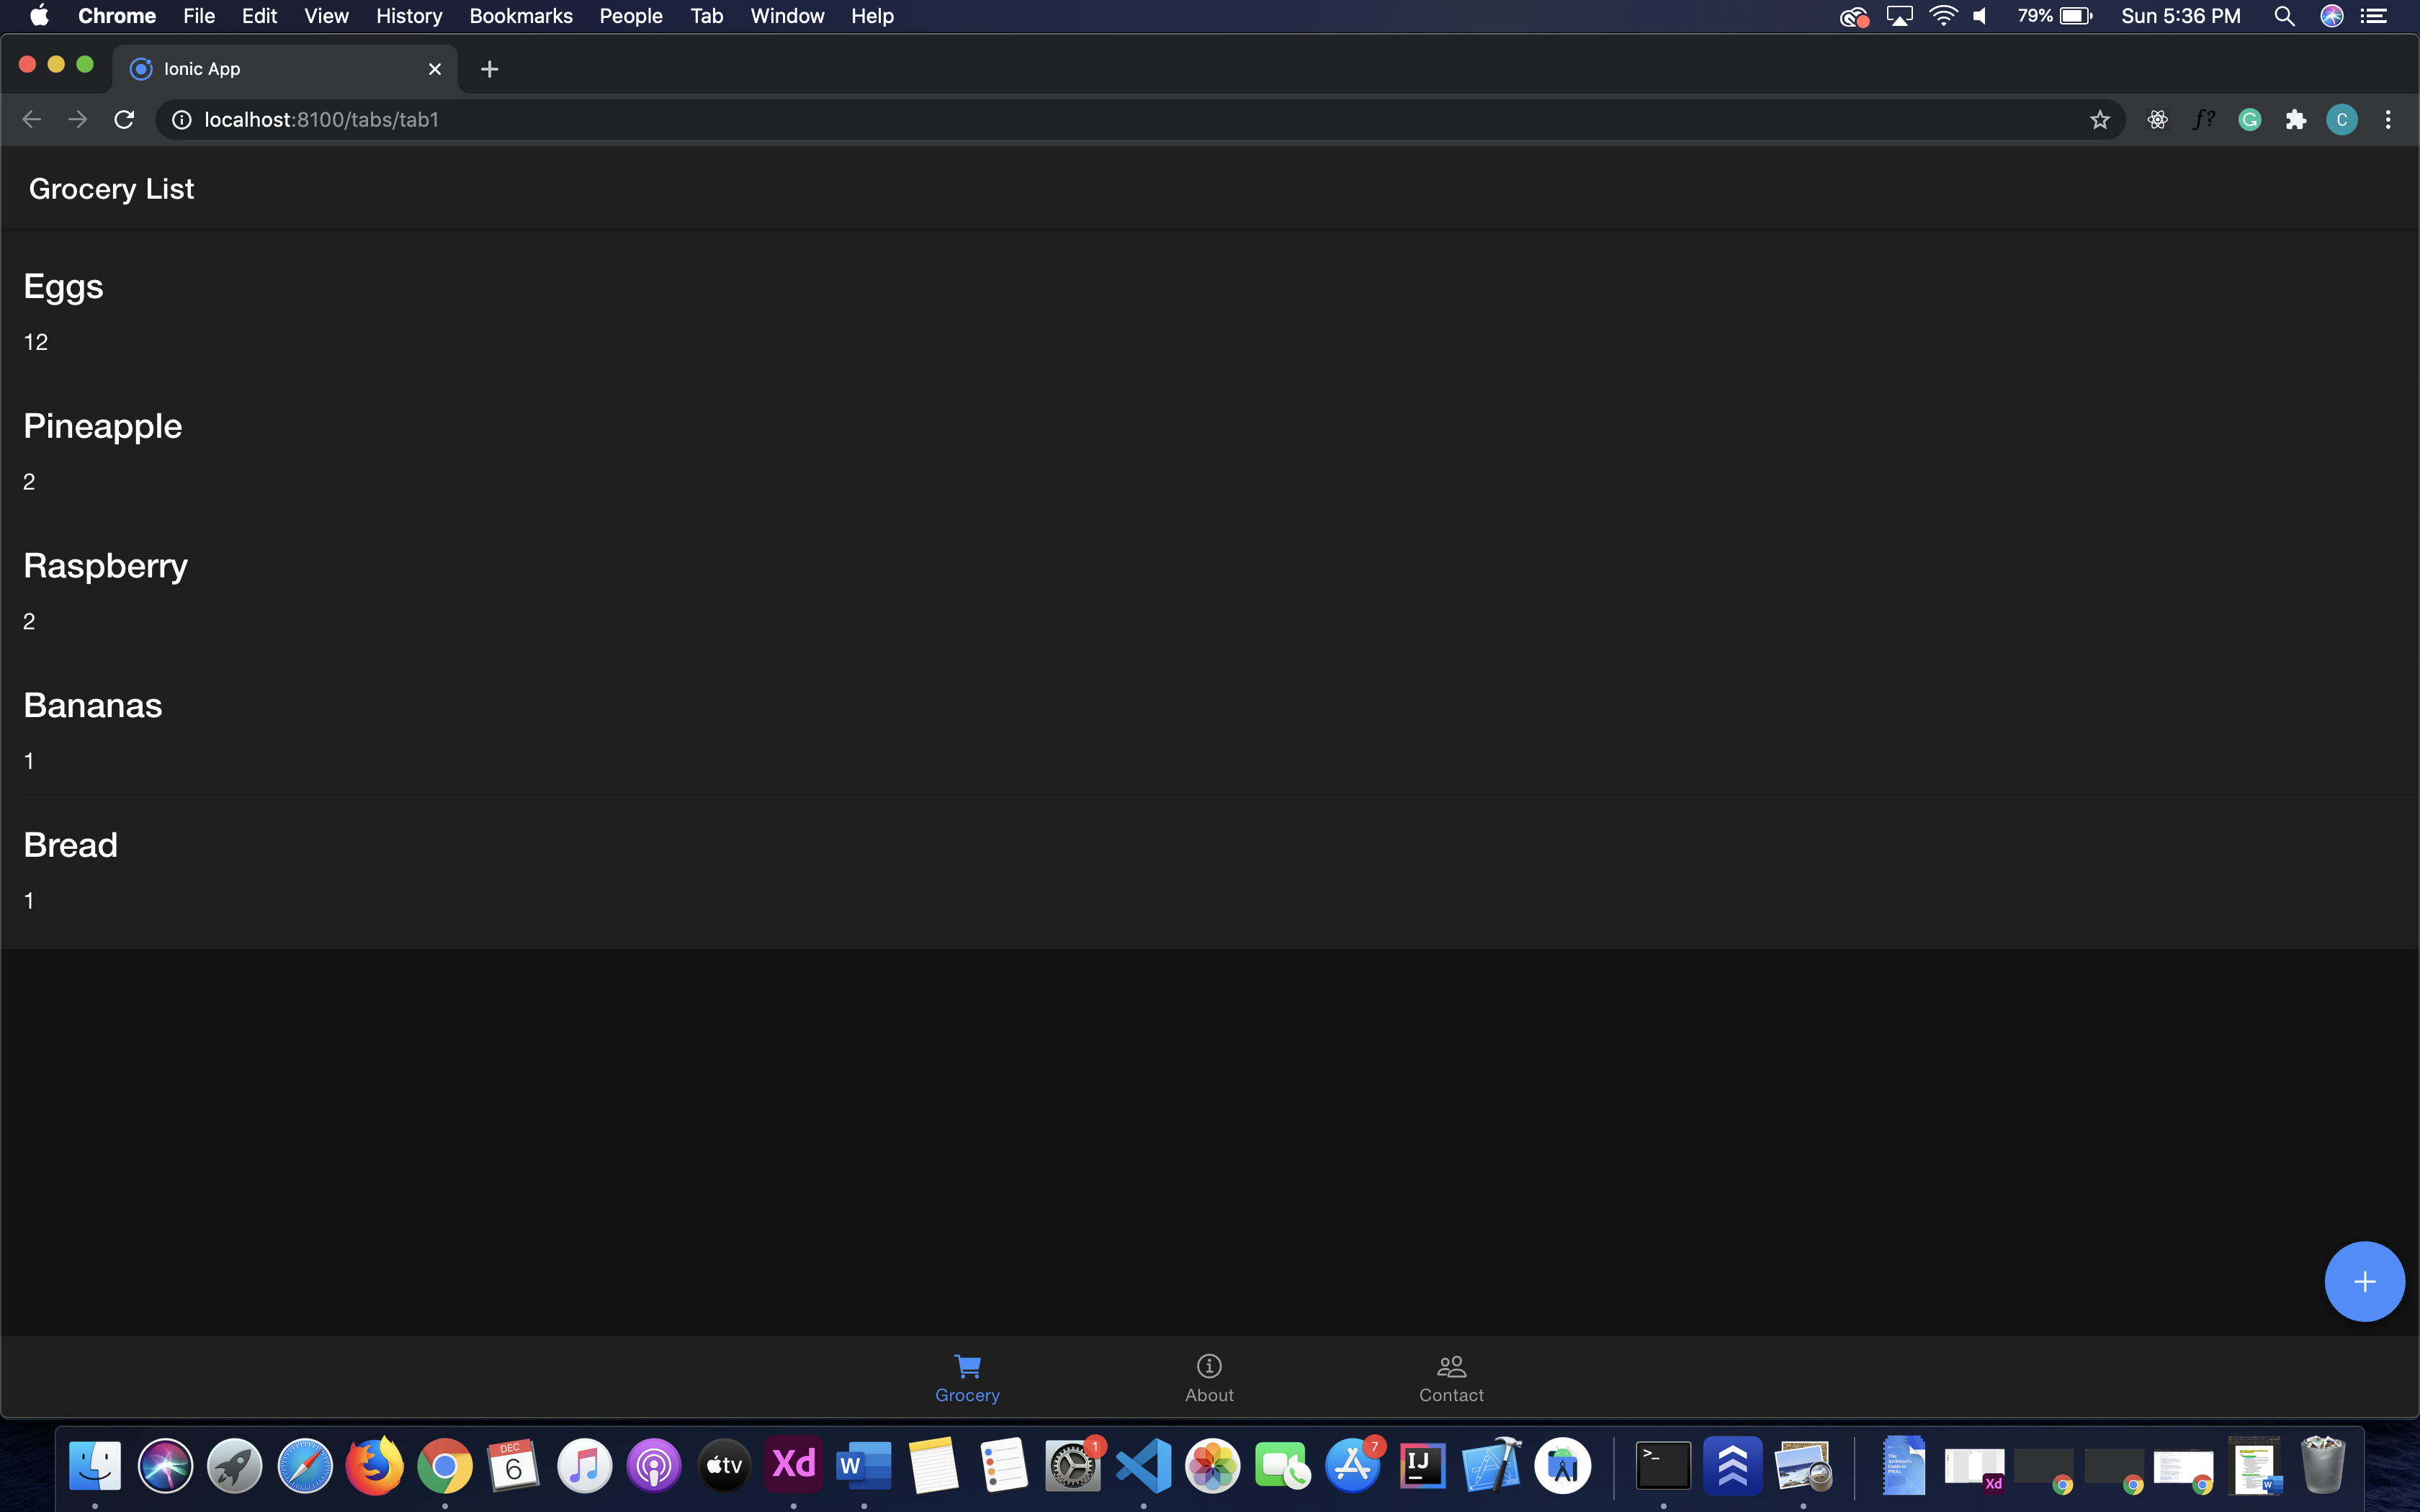 Chrome File Edit View History Bookmarks People Tab Window Help 79% Sun 5:36 PM
Ionic App
localhost:8100/tabs/tab1 f? C
Grocery List
Eggs
12
Pineapple
2
Raspberry
2
Bananas
1
Bread
1
Grocery About Contact
DEC
6 tv Xd W 1 7 IJ >_ Xd W